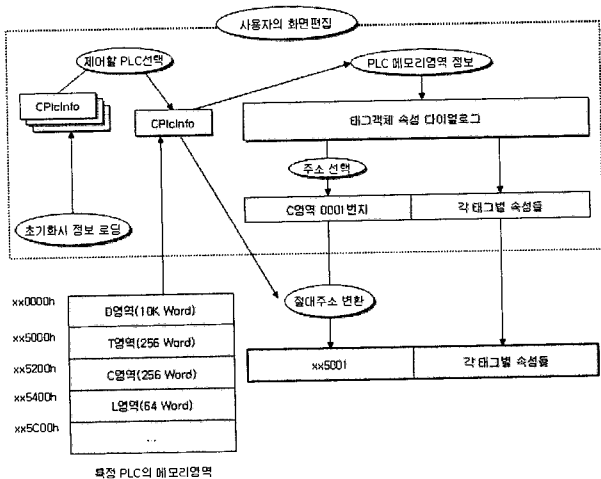 사용자의 화면편집
제어할 PLC선택
PLC 메모리영역 정보
CPlcInfo
CPlcInfo
태그객체 속성 다이얼로그
주소 선택
C영역 0001번지
각 태그별 속성들
초기화시 정보 로딩
절대주소 변환
xx0000h
D영역(10K Word)
xx5000h
T영역(256 Word)
xx5200h
C영역(256 Word)
xx5400h
L영역(64 Word)
xx5C00h
...
xx5001
각 태그별 속성들
특정 PLC의 메모리영역